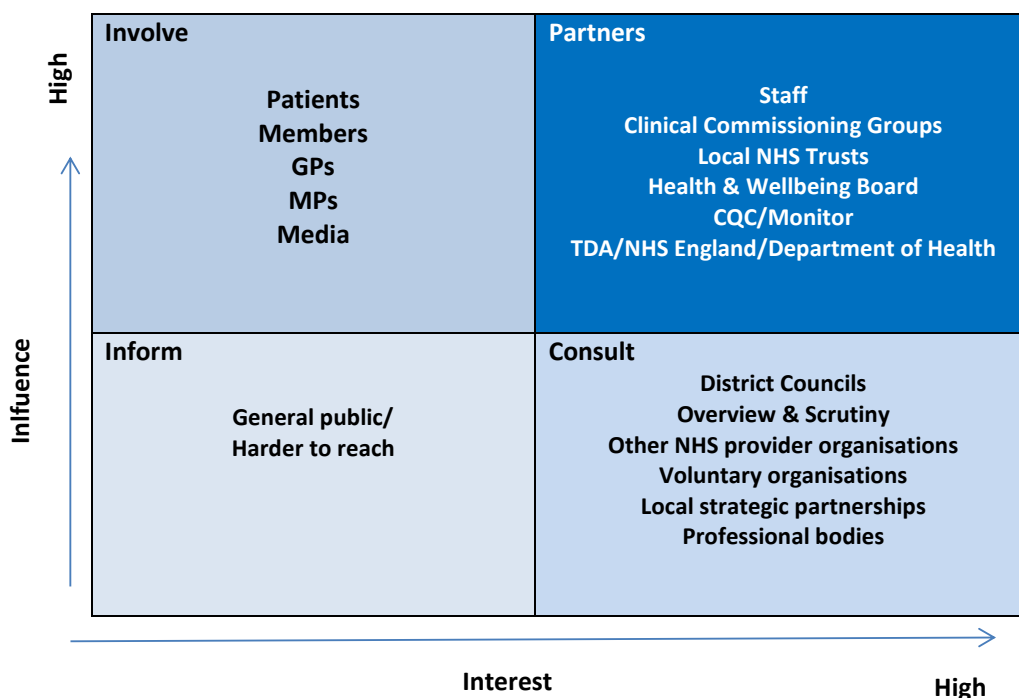 Involve
Patients
Members
GPs
MPs
Media
Partners
Staff
Clinical Commissioning Groups
Local NHS Trusts
Health & Wellbeing Board
CQC/Monitor
TDA/NHS England/Department of Health
High
Inlfuence
Inform
General public/
Harder to reach
Consult
District Councils
Overview & Scrutiny
Other NHS provider organisations
Voluntary organisations
Local strategic partnerships
Professional bodies
Interest
High